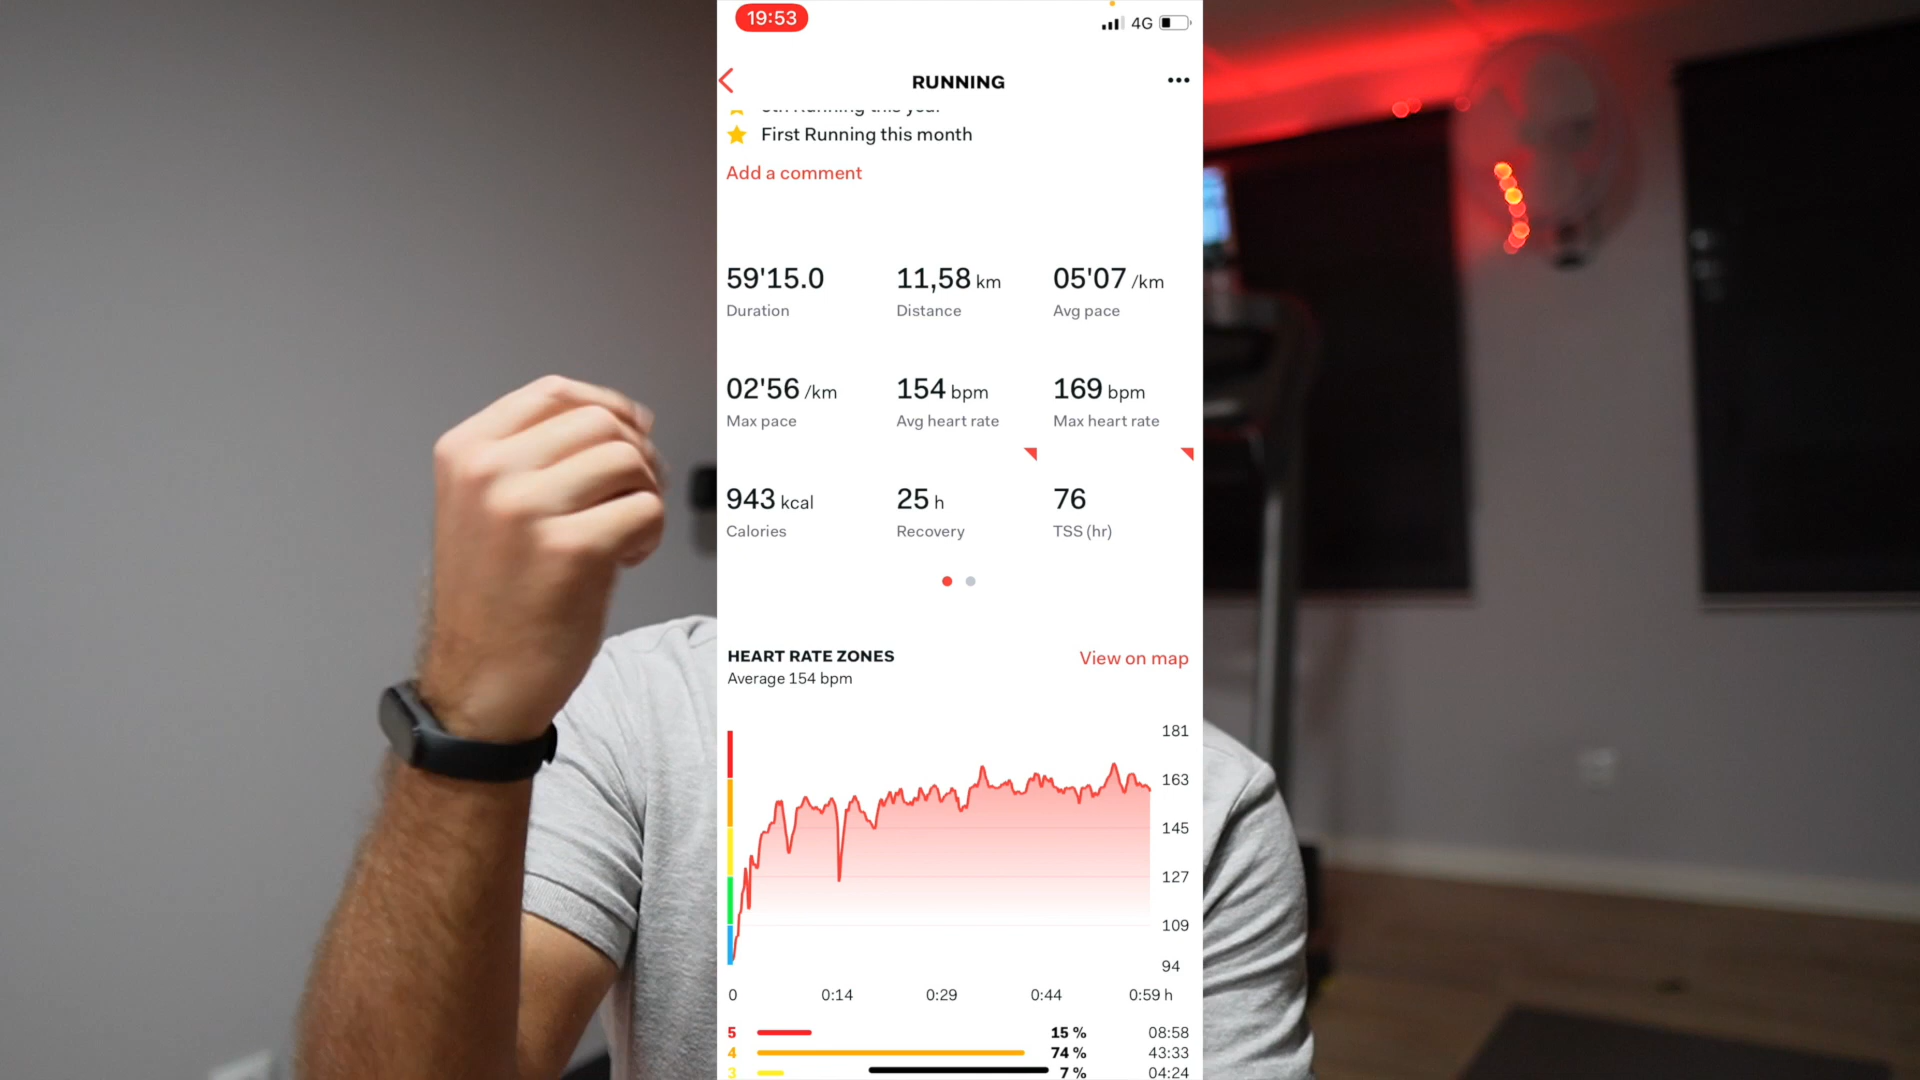 19:53
4G
RUNNING
Running this year
First Running this month
Add a comment
59'15.0
11,58 km
05'07 /km
Duration
Distance
Avg pace
02'56 /km
154 bpm
169 bpm
Max pace
Avg heart rate
Max heart rate
943 kcal
25 h
76
Calories
Recovery
TSS (hr)
HEART RATE ZONES
View on map
Average 154 bpm
181
163
145
127
109
94
0
0:14
0:29
0:44
0:59 h
5
15 %
08:58
4
74 %
43:33
3
7 %
04:24